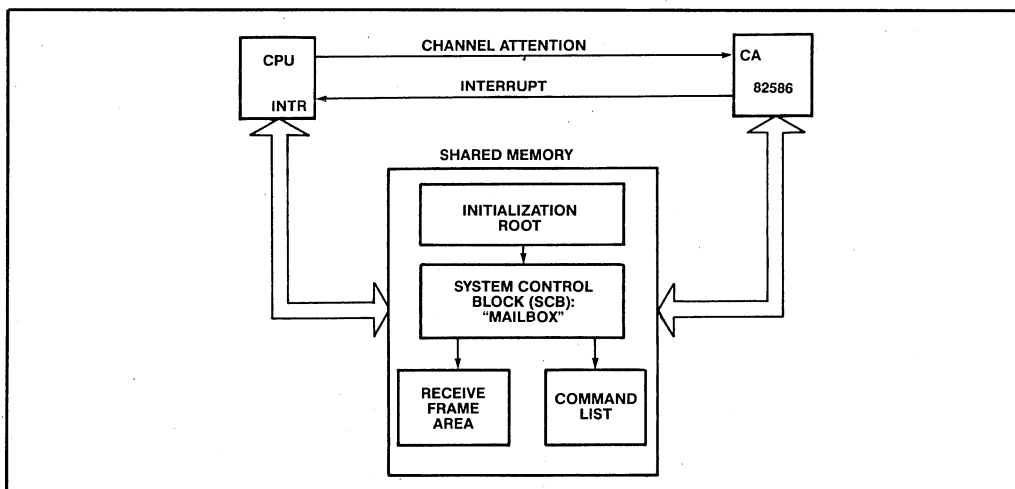 CHANNEL ATTENTION
CPU
CA
82586
INTERRUPT
INTR
SHARED MEMORY
INITIALIZATION
ROOT
SYSTEM CONTROL
BLOCK (SCB):
“MAILBOX”
RECEIVE
FRAME
AREA
COMMAND
LIST